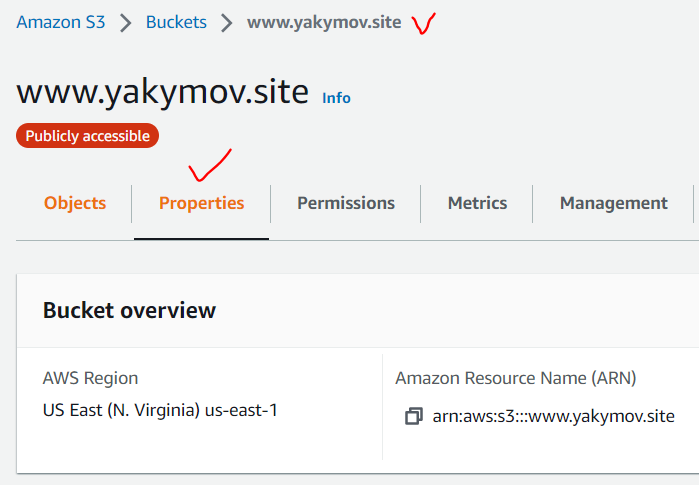 Amazon S3 > Buckets > www.yakymov.site
www.yakymov.site Info
Publicly accessible
Objects Properties Permissions Metrics Management
Bucket overview
AWS Region
US East (N. Virginia) us-east-1
Amazon Resource Name (ARN)
arn:aws:s3:::www.yakymov.site